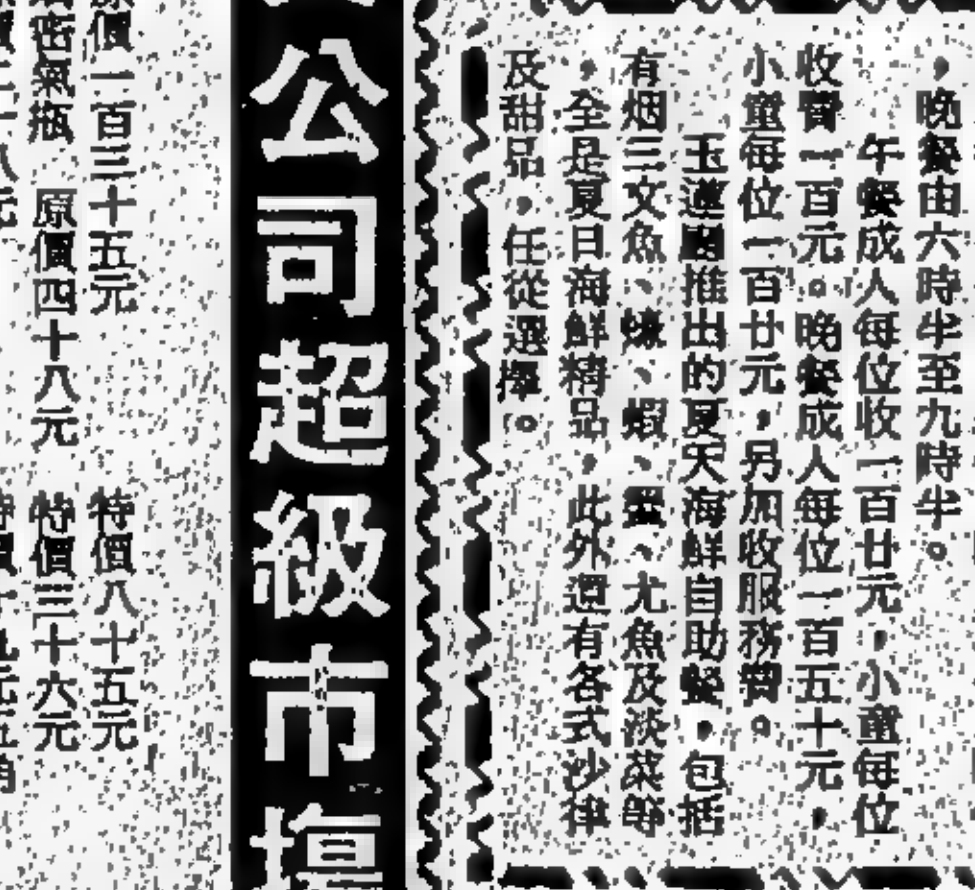 ，晚餐由六時半至九時半。
午餐成人每位收一百廿元，小童每位
收費一百元。晚餐成人每位一百五十元，
小童每位一百廿元，另加收服務費。
玉蓮園推出的夏天海鮮自助餐，包括
有烟三文魚、蠔、蝦、蜆、尤魚及淡菜等
，全是夏日海鮮精品，此外還有各式沙律
及甜品，任從選擇。
公司超級市場
原價一百三十五元 特價八十五元
氣瓶 原價四十八元 特價三十六元